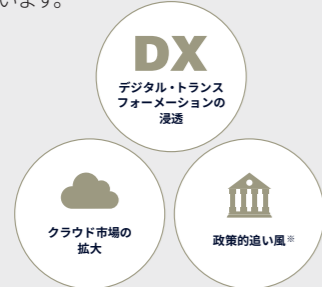 います。
DX
デジタル・トランス
フォーメーションの
浸透
クラウド市場の
拡大
政策的追い風※